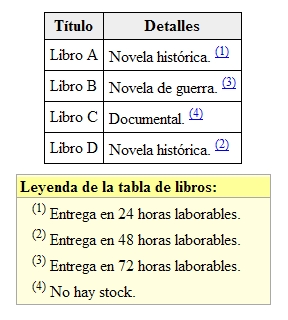 Título Detalles
Libro A Novela histórica. (1)
Libro B Novela de guerra. (3)
Libro C Documental. (4)
Libro D Novela histórica. (2)
Leyenda de la tabla de libros:
(1) Entrega en 24 horas laborables.
(2) Entrega en 48 horas laborables.
(3) Entrega en 72 horas laborables.
(4) No hay stock.